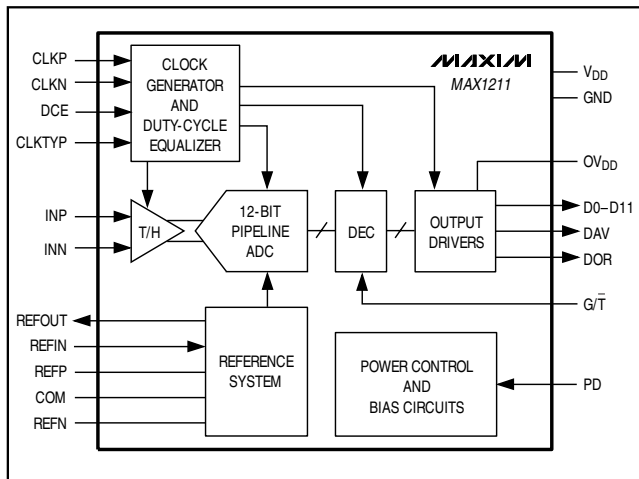 CLKP
CLKN
DCE
CLKTYP
CLOCK
GENERATOR
AND
DUTY-CYCLE
EQUALIZER
MAXIM
MAX1211
VDD
GND
OVDD
INP
INN
T/H
12-BIT
PIPELINE
ADC
DEC
OUTPUT
DRIVERS
D0–D11
DAV
DOR
G/T̅
REFOUT
REFIN
REFP
COM
REFN
REFERENCE
SYSTEM
POWER CONTROL
AND
BIAS CIRCUITS
PD